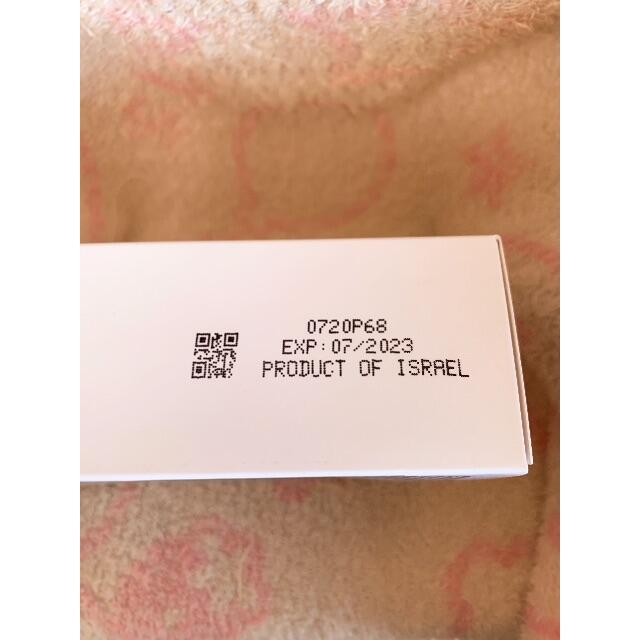 0720P68
EXP:07/2023
PRODUCT OF ISRAEL